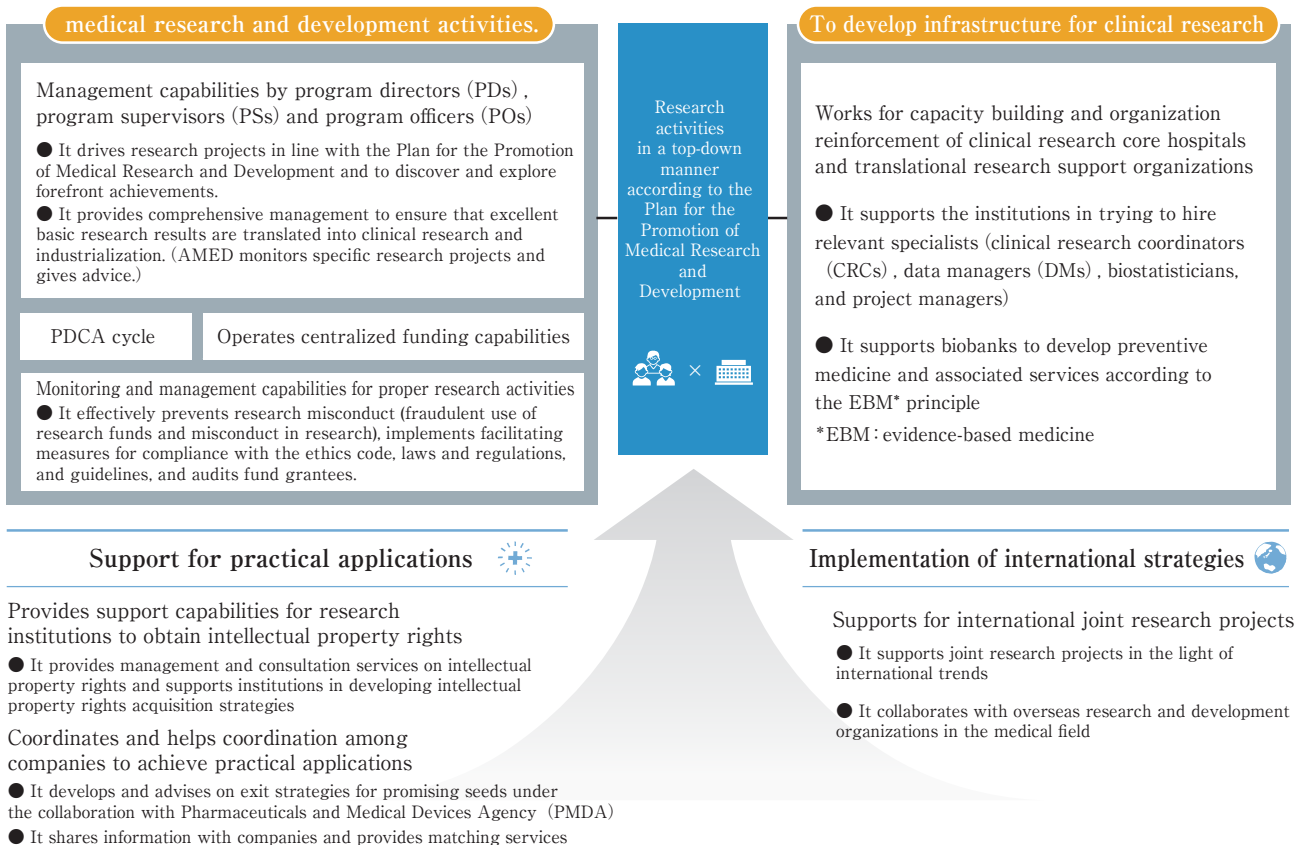 medical research and development activities.
Management capabilities by program directors (PDs) ,
program supervisors (PSs) and program officers (POs)
● It drives research projects in line with the Plan for the Promotion
of Medical Research and Development and to discover and explore
forefront achievements.
● It provides comprehensive management to ensure that excellent
basic research results are translated into clinical research and
industrialization. (AMED monitors specific research projects and
gives advice.)
PDCA cycle
Operates centralized funding capabilities
Monitoring and management capabilities for proper research activities
● It effectively prevents research misconduct (fraudulent use of
research funds and misconduct in research), implements facilitating
measures for compliance with the ethics code, laws and regulations,
and guidelines, and audits fund grantees.
Research
activities
in a top-down
manner
according to the
Plan for the
Promotion of
Medical Research
and
Development
×
To develop infrastructure for clinical research
Works for capacity building and organization
reinforcement of clinical research core hospitals
and translational research support organizations
● It supports the institutions in trying to hire
relevant specialists (clinical research coordinators
(CRCs) , data managers (DMs) , biostatisticians,
and project managers)
● It supports biobanks to develop preventive
medicine and associated services according to
the EBM* principle
*EBM : evidence-based medicine
Support for practical applications
Provides support capabilities for research
institutions to obtain intellectual property rights
● It provides management and consultation services on intellectual
property rights and supports institutions in developing intellectual
property rights acquisition strategies
Coordinates and helps coordination among
companies to achieve practical applications
● It develops and advises on exit strategies for promising seeds under
the collaboration with Pharmaceuticals and Medical Devices Agency (PMDA)
● It shares information with companies and provides matching services
Implementation of international strategies
Supports for international joint research projects
● It supports joint research projects in the light of
international trends
● It collaborates with overseas research and development
organizations in the medical field